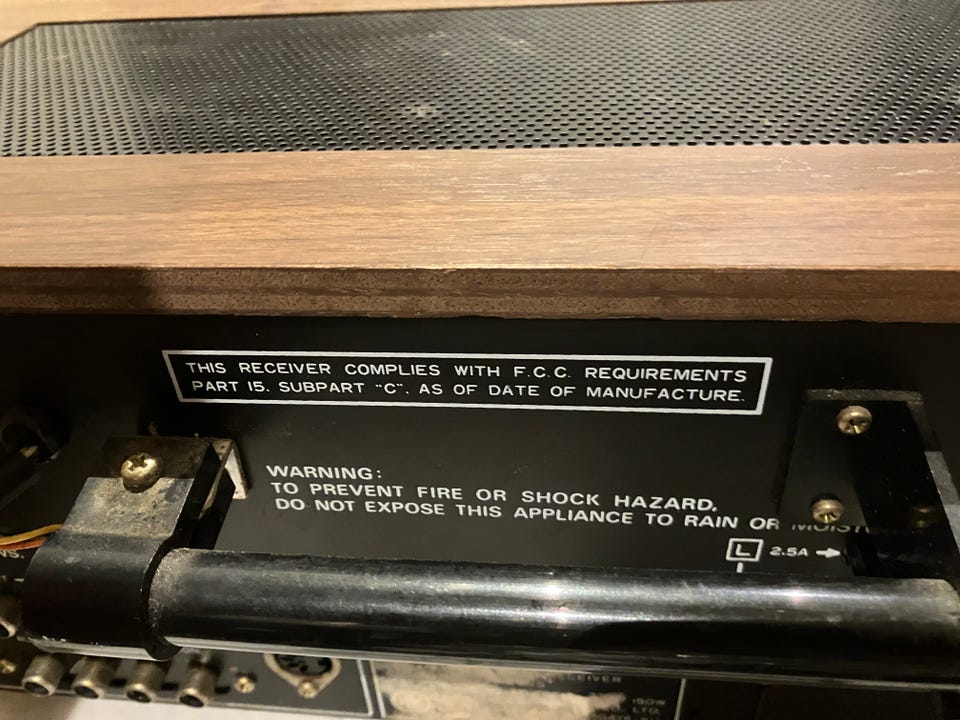 THIS RECEIVER COMPLIES WITH F.C.C. REQUIREMENTS
PART 15. SUBPART "C". AS OF DATE OF MANUFACTURE.
WARNING:
TO PREVENT FIRE OR SHOCK HAZARD,
DO NOT EXPOSE THIS APPLIANCE TO RAIN OR
L 2.5A